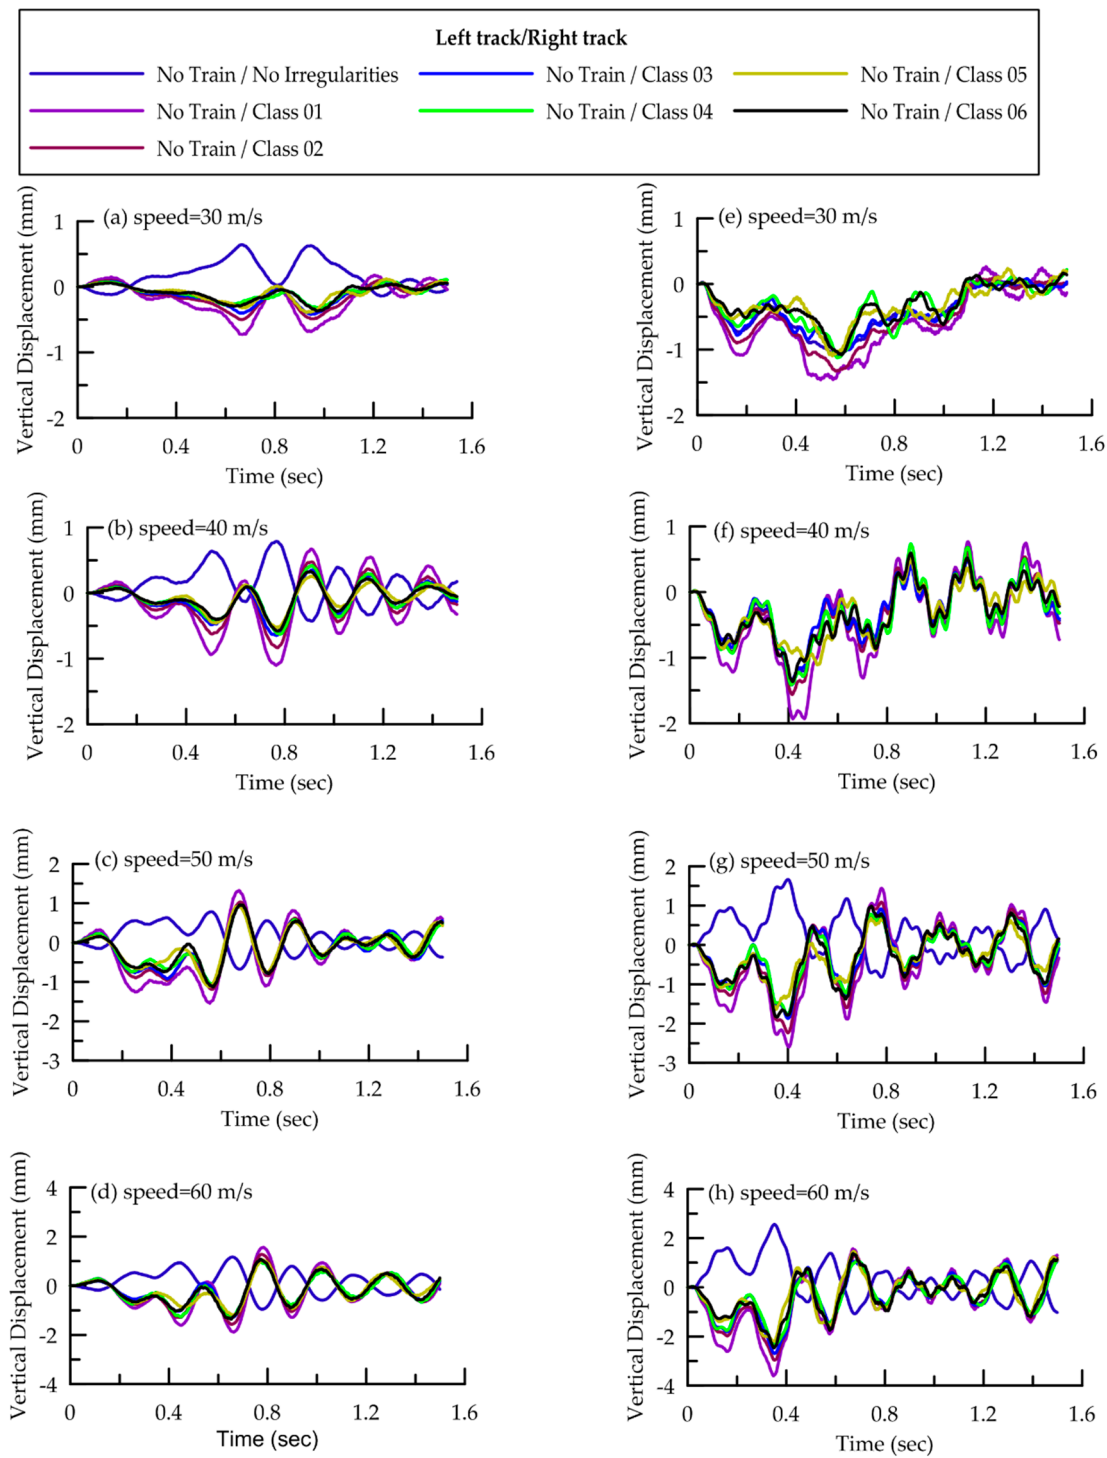 Left track/Right track
No Train / No Irregularities
No Train / Class 03
No Train / Class 05
No Train / Class 01
No Train / Class 04
No Train / Class 06
No Train / Class 02
(a) speed=30 m/s
Vertical Displacement (mm)
1
0
-1
-2
0 0.4 0.8 1.2 1.6
Time (sec)
(e) speed=30 m/s
Vertical Displacement (mm)
1
0
-1
-2
0 0.4 0.8 1.2 1.6
Time (sec)
(b) speed=40 m/s
Vertical Displacement (mm)
1
0
-1
-2
0 0.4 0.8 1.2 1.6
Time (sec)
(f) speed=40 m/s
Vertical Displacement (mm)
1
0
-1
-2
0 0.4 0.8 1.2 1.6
Time (sec)
(c) speed=50 m/s
Vertical Displacement (mm)
2
1
0
-1
-2
-3
0 0.4 0.8 1.2 1.6
Time (sec)
(g) speed=50 m/s
Vertical Displacement (mm)
2
1
0
-1
-2
-3
0 0.4 0.8 1.2 1.6
Time (sec)
(d) speed=60 m/s
Vertical Displacement (mm)
4
2
0
-2
-4
0 0.4 0.8 1.2 1.6
Time (sec)
(h) speed=60 m/s
Vertical Displacement (mm)
4
2
0
-2
-4
0 0.4 0.8 1.2 1.6
Time (sec)